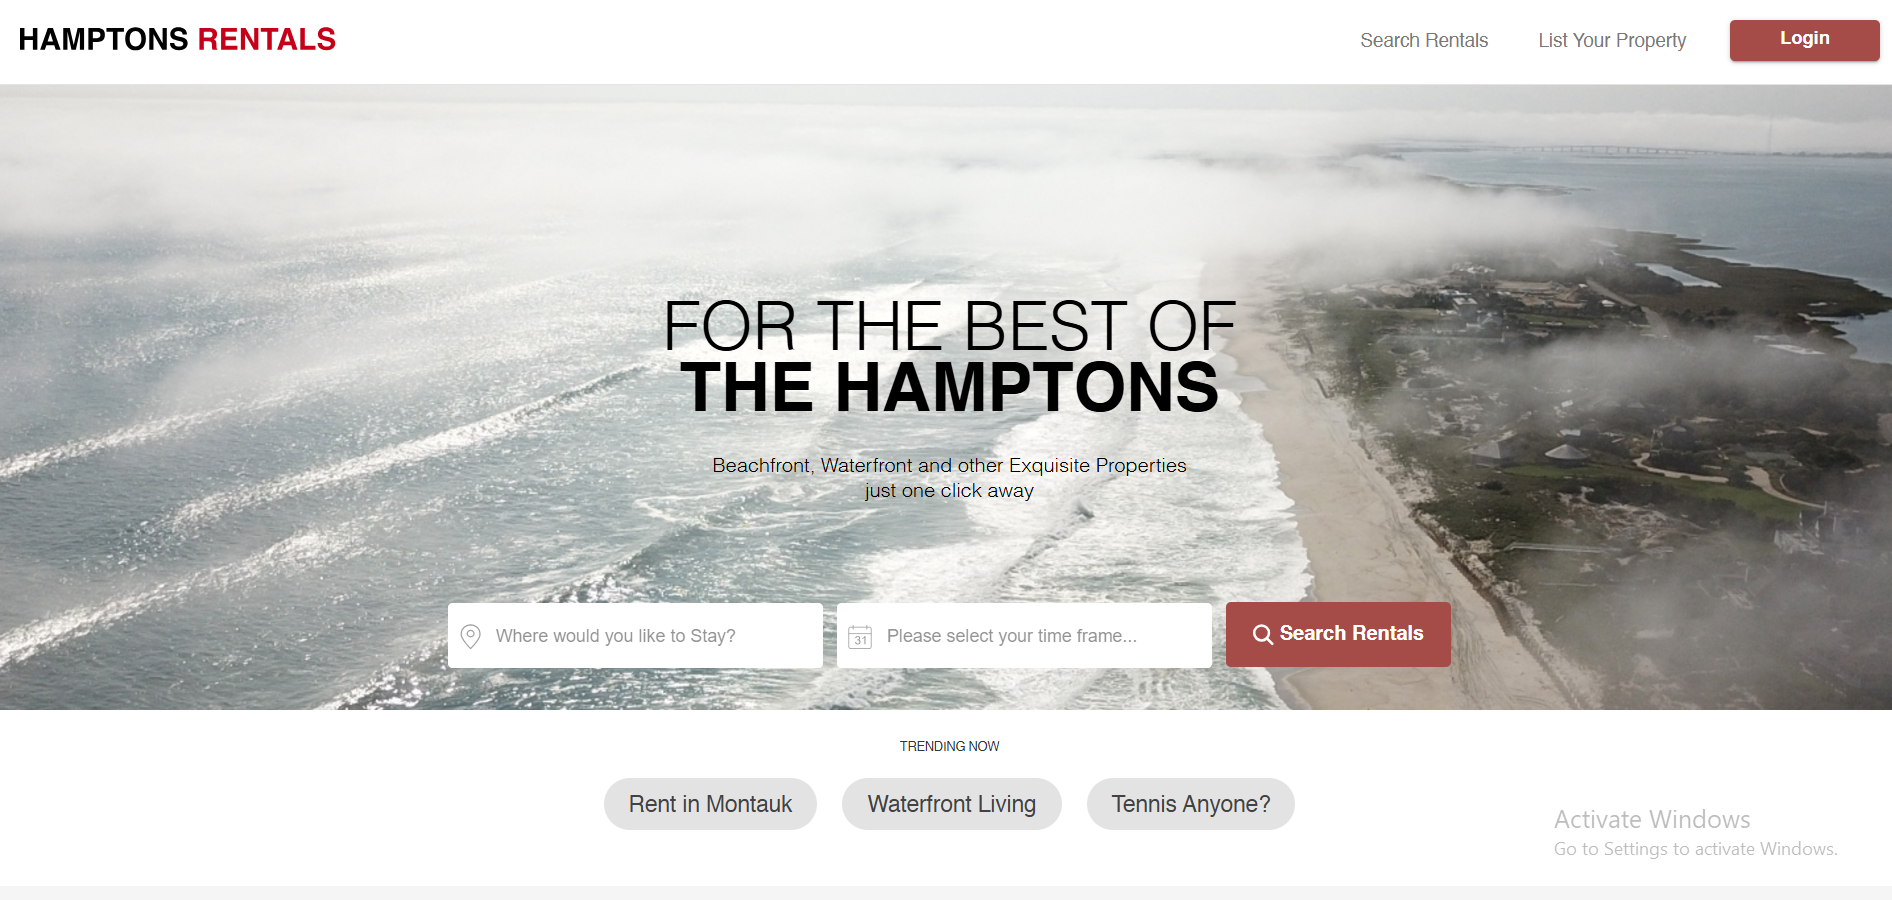 HAMPTONS RENTALS
Search Rentals
List Your Property
Login
FOR THE BEST OF
THE HAMPTONS
Beachfront, Waterfront and other Exquisite Properties
just one click away
Where would you like to Stay?
31
Please select your time frame...
Search Rentals
TRENDING NOW
Rent in Montauk
Waterfront Living
Tennis Anyone?
Activate Windows
Go to Settings to activate Windows.